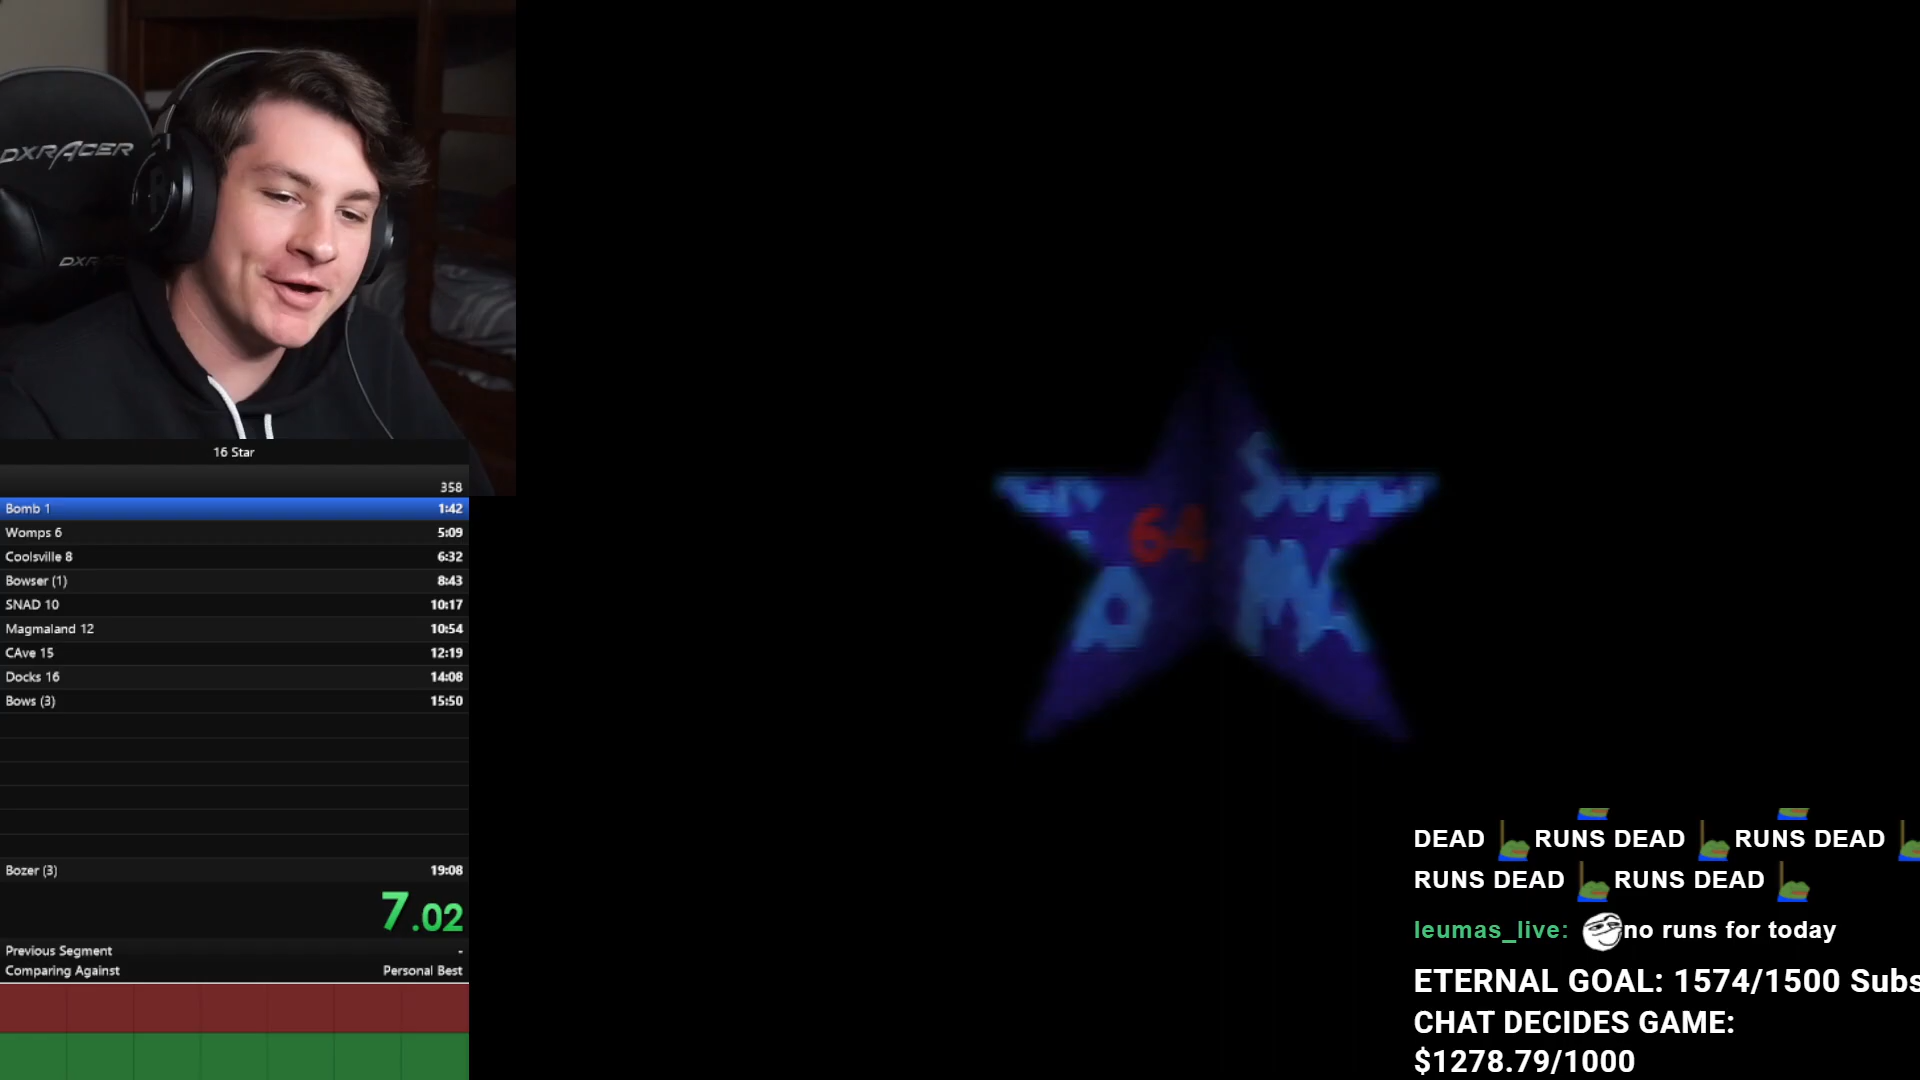 DXRACER
DXRA
16 Star
358
Bomb 1 1:42
Womps 6 5:09
Coolsville 8 6:32
Bowser (1) 8:43
SNAD 10 10:17
Magmaland 12 10:54
CAve 15 12:19
Docks 16 14:08
Bows (3) 15:50
Bozer (3) 19:08
7.02
Previous Segment -
Comparing Against Personal Best
64
DEAD RUNS DEAD RUNS DEAD
RUNS DEAD RUNS DEAD
leumas_live: no runs for today
ETERNAL GOAL: 1574/1500 Subs
CHAT DECIDES GAME:
$1278.79/1000